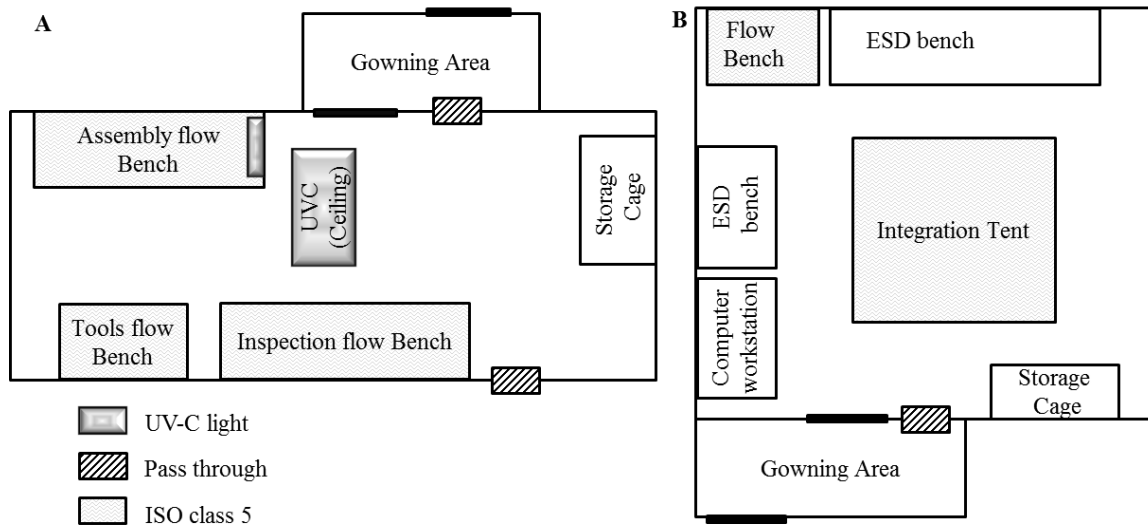 A
Gowning Area
Assembly flow
Bench
UVC
(Ceiling)
Storage
Cage
Tools flow
Bench
Inspection flow Bench
UV-C light
Pass through
ISO class 5
B
Flow
Bench
ESD bench
ESD
bench
Integration Tent
Computer
workstation
Storage
Cage
Gowning Area